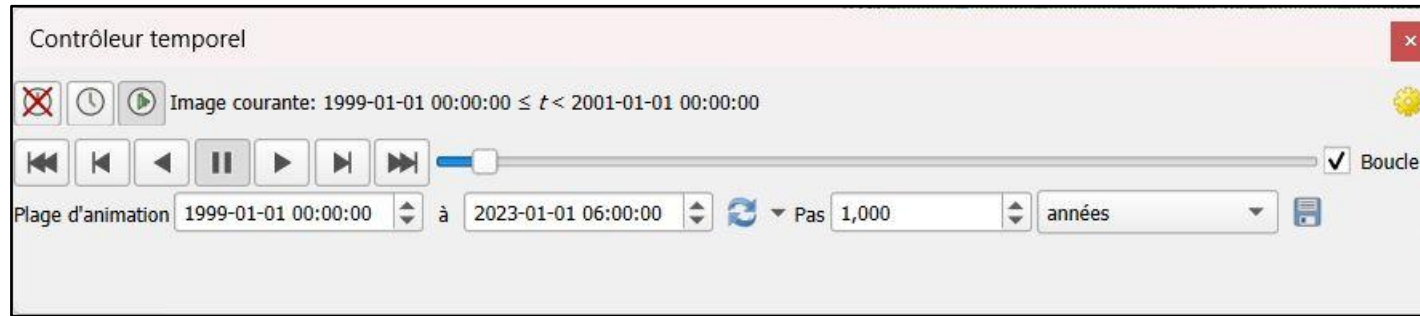 Contrôleur temporel
Image courante: 1999-01-01 00:00:00 ≤ t < 2001-01-01 00:00:00
Boucle
Plage d'animation 1999-01-01 00:00:00 à 2023-01-01 06:00:00 Pas 1,000 années